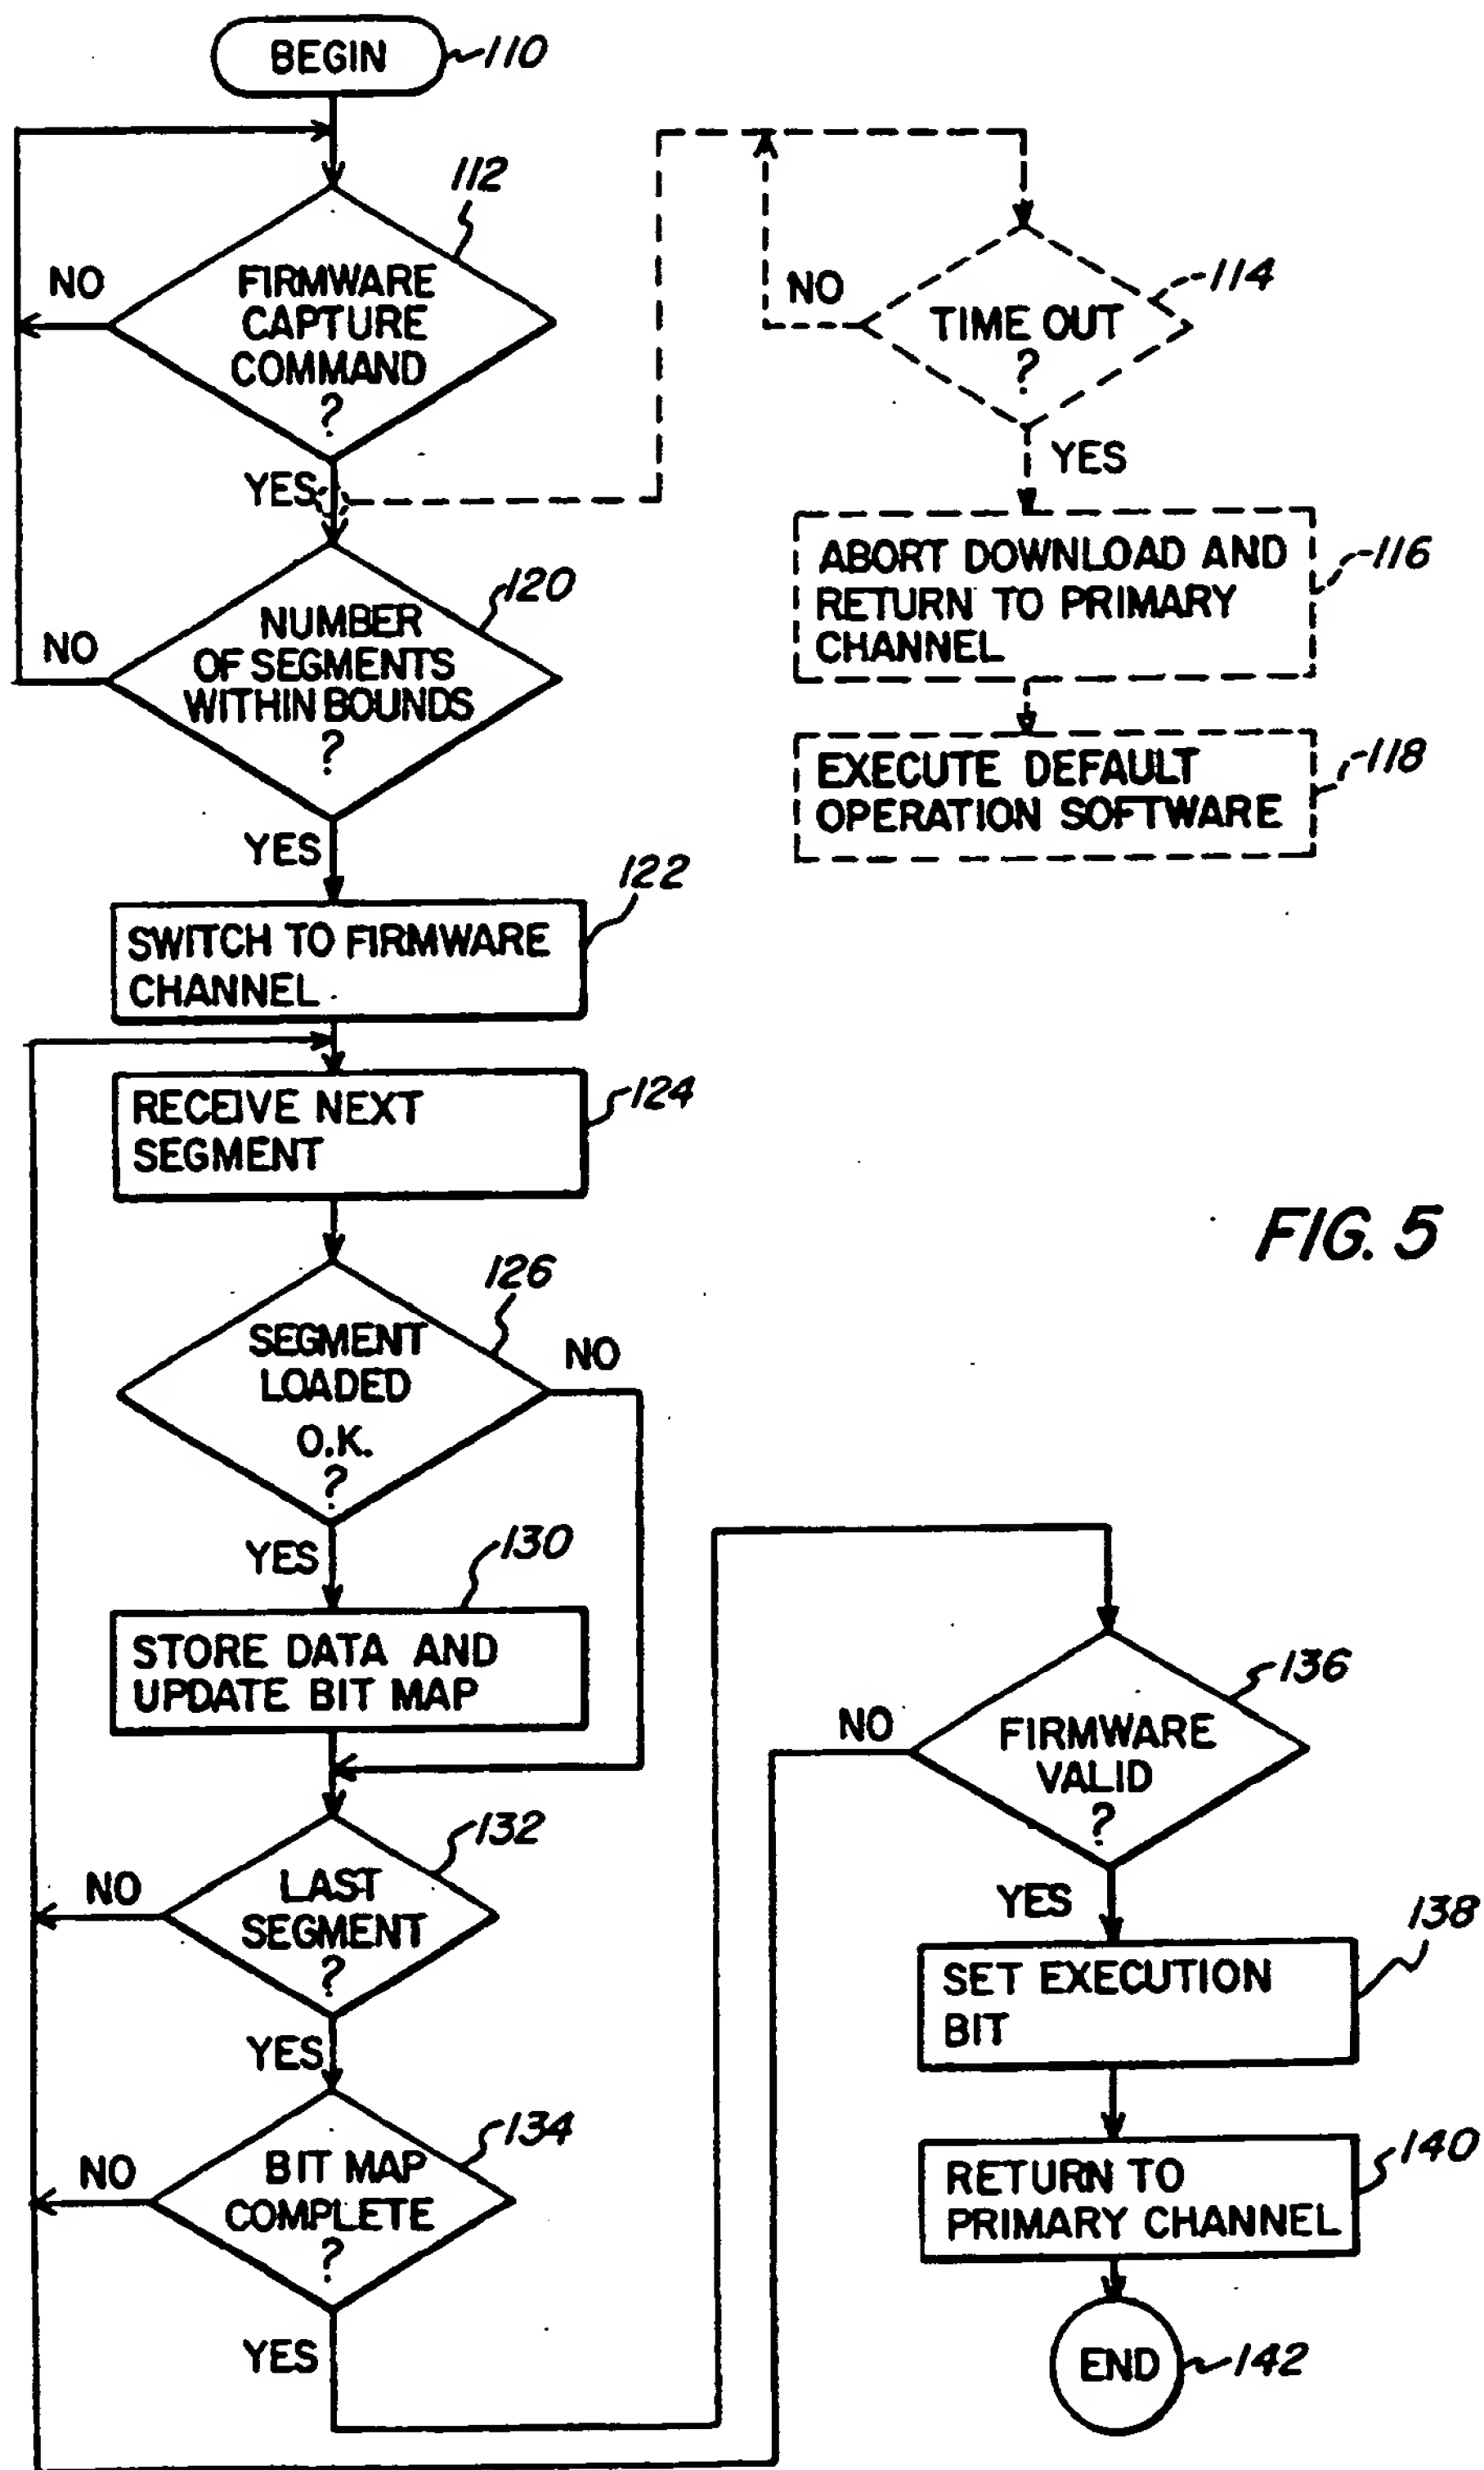 BEGIN
110
112
FIRMWARE
CAPTURE
COMMAND
?
NO
YES
114
TIME OUT
?
NO
YES
ABORT DOWNLOAD AND
RETURN TO PRIMARY
CHANNEL
116
EXECUTE DEFAULT
OPERATION SOFTWARE
118
120
NUMBER
OF SEGMENTS
WITHIN BOUNDS
?
NO
YES
122
SWITCH TO FIRMWARE
CHANNEL
RECEIVE NEXT
SEGMENT
124
FIG. 5
126
SEGMENT
LOADED
O.K.
?
NO
YES
130
STORE DATA AND
UPDATE BIT MAP
132
LAST
SEGMENT
?
NO
YES
134
BIT MAP
COMPLETE
?
NO
YES
136
FIRMWARE
VALID
?
NO
YES
138
SET EXECUTION
BIT
140
RETURN TO
PRIMARY CHANNEL
END
142